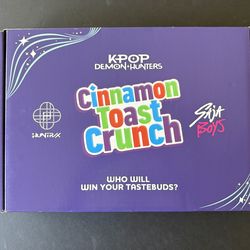 KPOP
DEMON HUNTERS
Cinnamon
Toast
Crunch
HUNTR/X
SAJA
BOYS
WHO WILL
WIN YOUR TASTEBUDS?